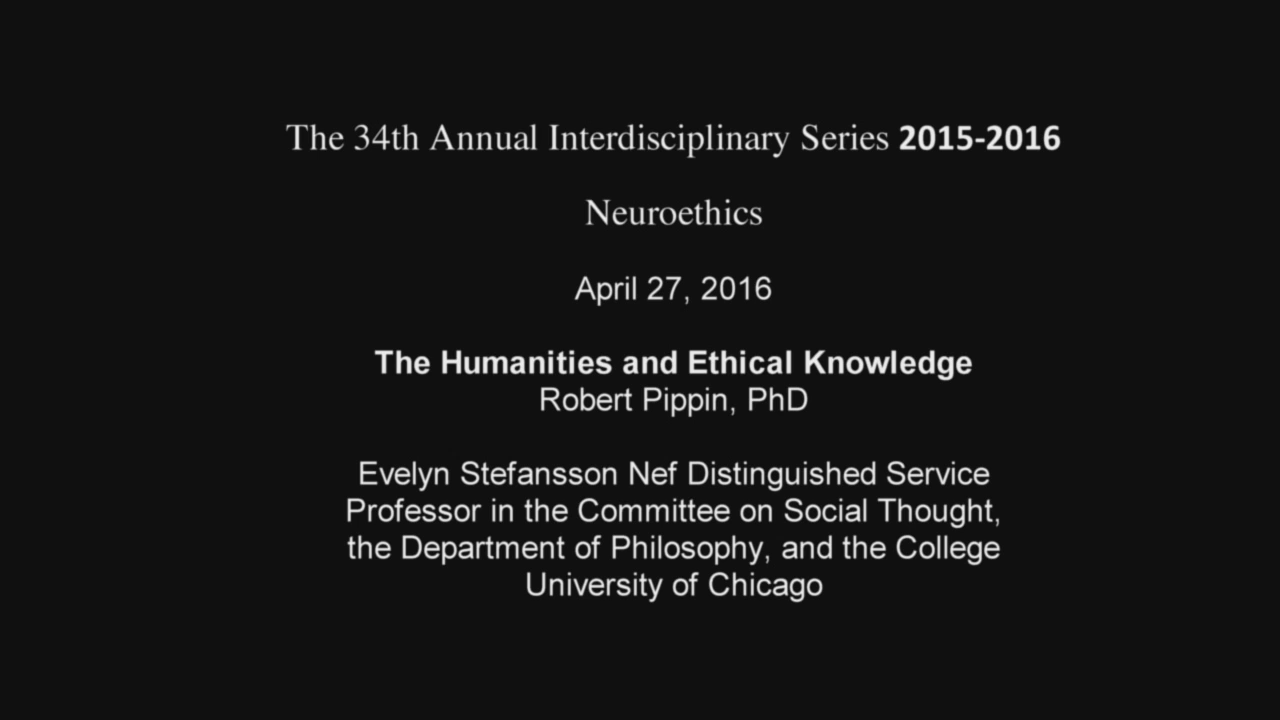 The 34th Annual Interdisciplinary Series 2015-2016
Neuroethics
April 27, 2016
The Humanities and Ethical Knowledge
Robert Pippin, PhD
Evelyn Stefansson Nef Distinguished Service
Professor in the Committee on Social Thought,
the Department of Philosophy, and the College
University of Chicago